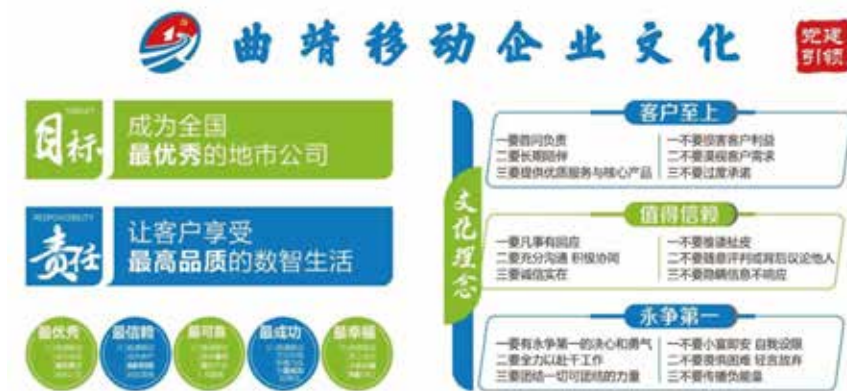 曲靖移动企业文化
党建
引领
目标
成为全国
最优秀的地市公司
RESPONSIBILITY
责任
让客户享受
最高品质的数智生活
最优秀
最信赖
最可靠
最成功
最幸福
文化理念
客户至上
一要首问负责
二要长期陪伴
三要提供优质服务与核心产品
一不要损害客户利益
二不要漠视客户需求
三不要过度承诺
值得信赖
一要凡事有回应
二要充分沟通 积极协同
三要诚信实在
一不要推诿扯皮
二不要随意评判或背后议论他人
三不要隐瞒信息不响应
永争第一
一要有永争第一的决心和勇气
二要全力以赴干工作
三要团结一切可团结的力量
一不要小富即安 自我设限
二不要畏惧困难 轻言放弃
三不要传播负能量